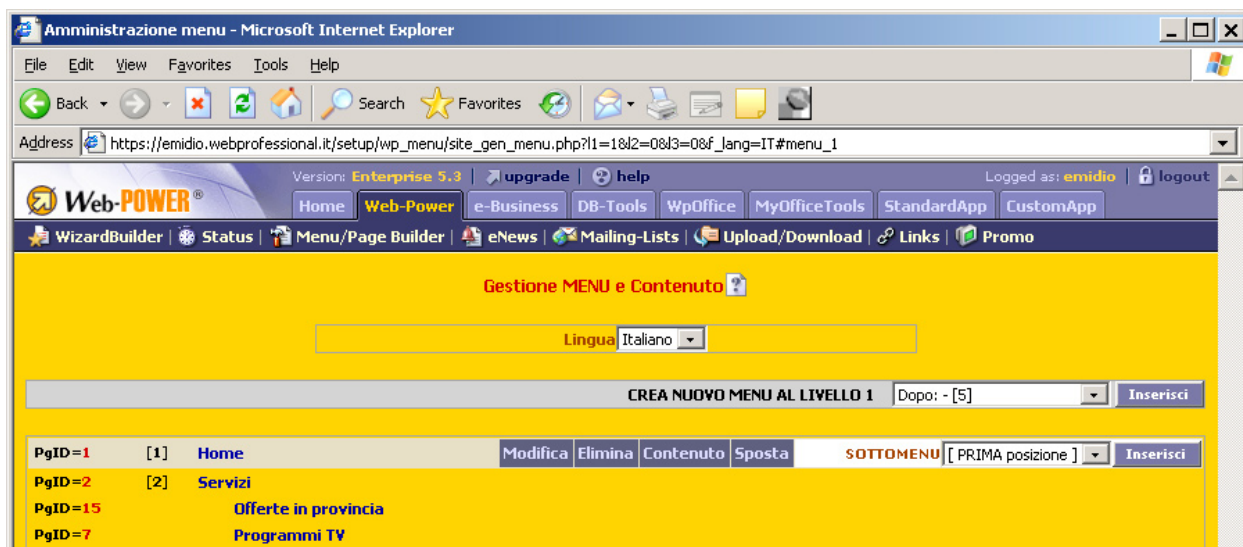 Amministrazione menu - Microsoft Internet Explorer
File Edit View Favorites Tools Help
Back Search Favorites
Address https://emidio.webprofessional.it/setup/wp_menu/site_gen_menu.php?l1=1&l2=0&l3=0&f_lang=IT#menu_1
Version: Enterprise 5.3 | upgrade | help Logged as: emidio | logout
Web-POWER®
Home Web-Power e-Business DB-Tools WpOffice MyOfficeTools StandardApp CustomApp
WizardBuilder | Status | Menu/Page Builder | eNews | Mailing-Lists | Upload/Download | Links | Promo
Gestione MENU e Contenuto ?
Lingua Italiano
CREA NUOVO MENU AL LIVELLO 1 Dopo: - [5] Inserisci
PgID=1 [1] Home Modifica Elimina Contenuto Sposta SOTTOMENU [ PRIMA posizione ] Inserisci
PgID=2 [2] Servizi
PgID=15 Offerte in provincia
PgID=7 Programmi TV